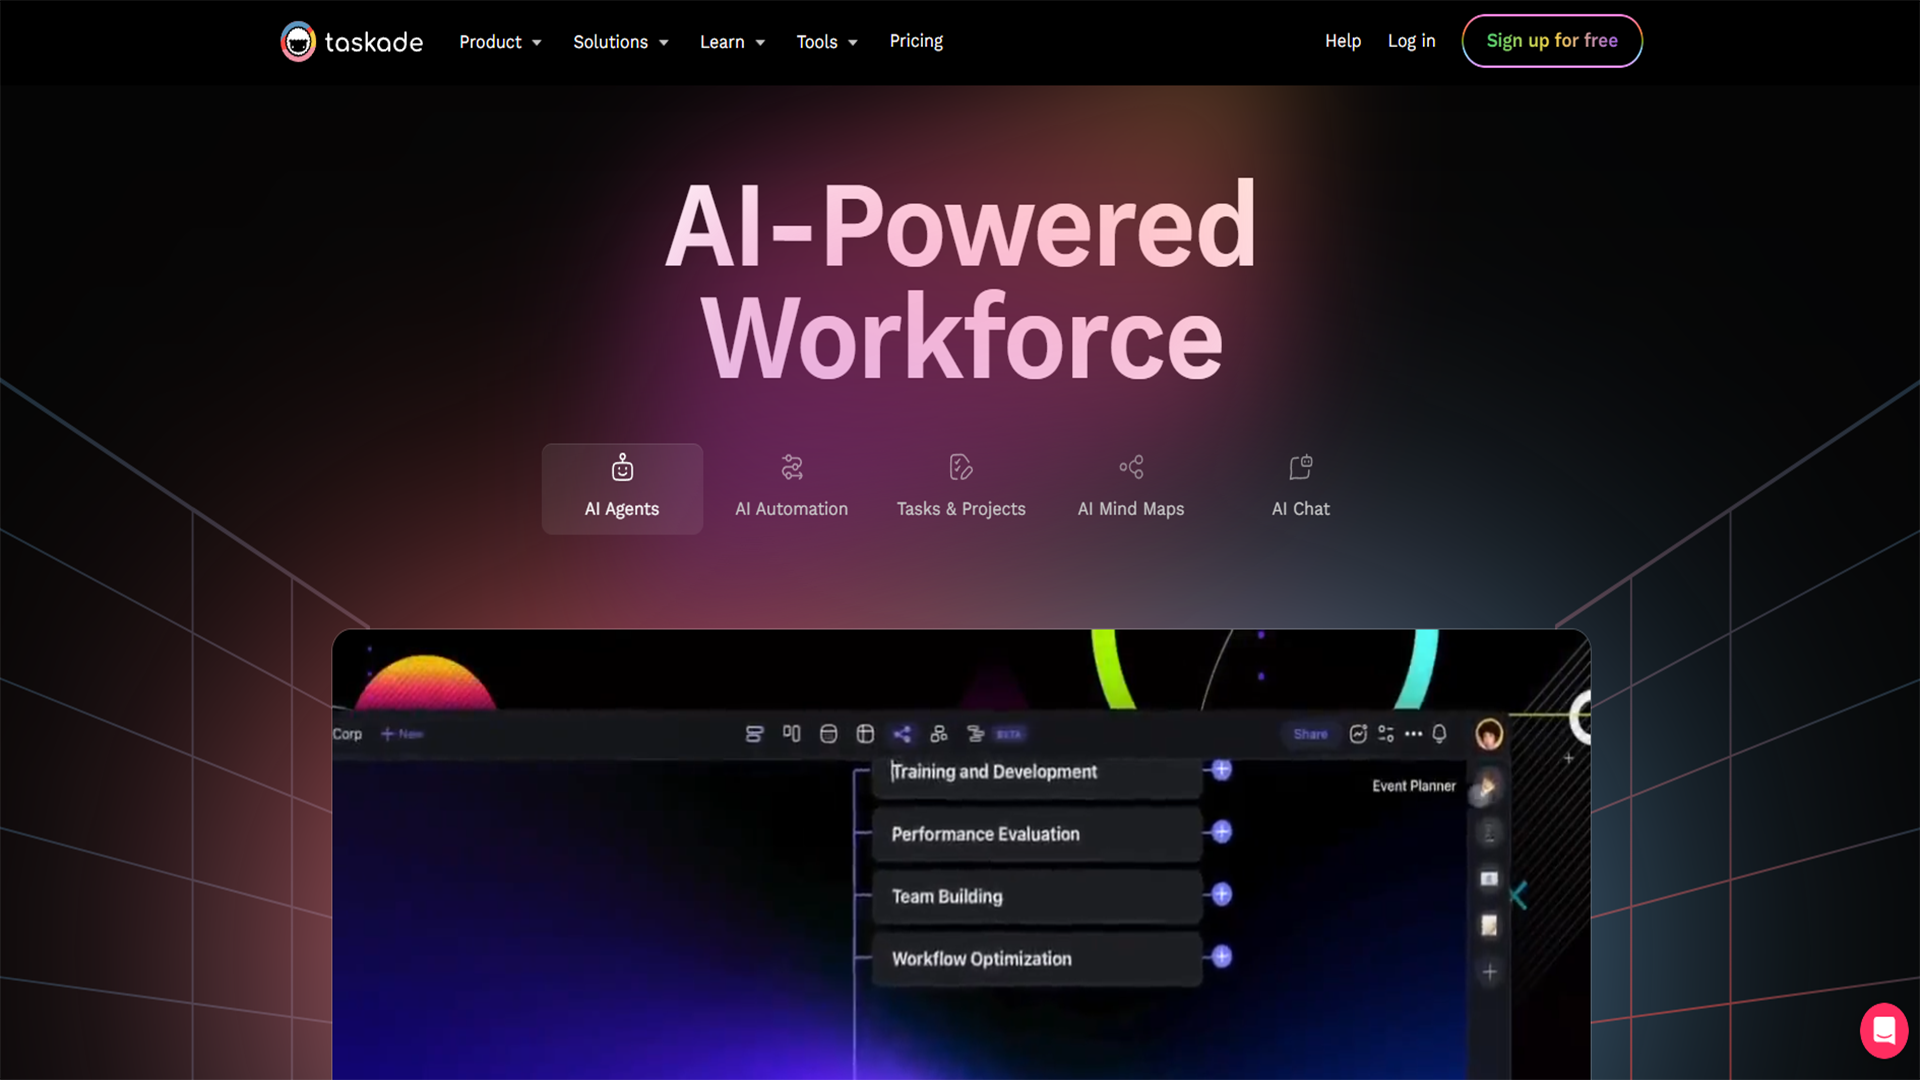 taskade
Product
Solutions
Learn
Tools
Pricing
Help
Log in
Sign up for free
AI-Powered
Workforce
AI Agents
AI Automation
Tasks & Projects
AI Mind Maps
AI Chat
Corp
New
BETA
Share
Training and Development
Event Planner
Performance Evaluation
Team Building
Workflow Optimization